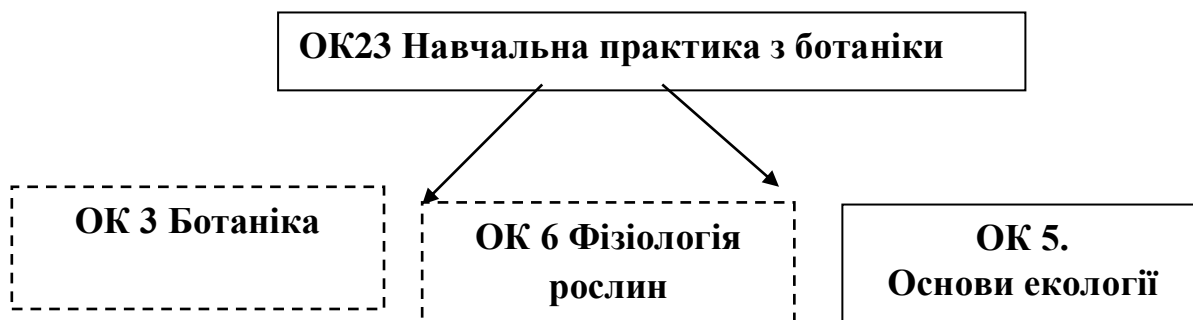 ОК23 Навчальна практика з ботаніки
ОК 3 Ботаніка
ОК 6 Фізіологія
рослин
ОК 5.
Основи екології